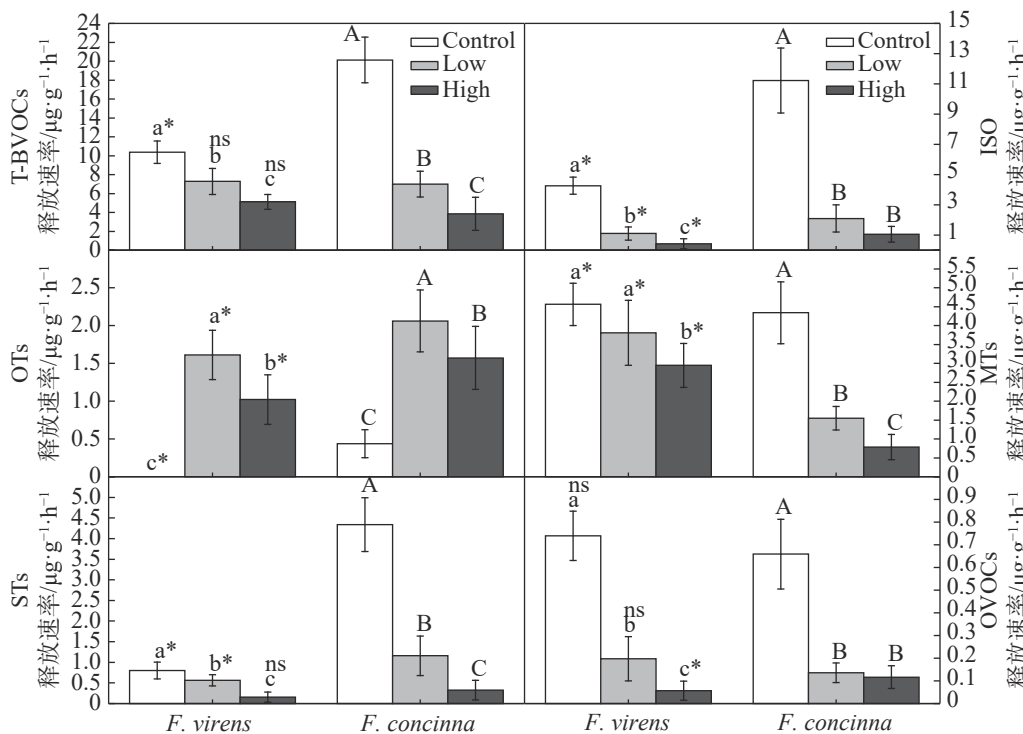 T-BVOCs
释放速率/μg·g⁻¹·h⁻¹
24
22
20
18
16
14
12
10
8
6
4
2
0
a*
ns
b
ns
c
A
B
C
Control
Low
High
a*
b*
c*
A
B
B
Control
Low
High
15
13
11
9
7
6
4
3
1
ISO
释放速率/μg·g⁻¹·h⁻¹
OTs
释放速率/μg·g⁻¹·h⁻¹
2.5
2.0
1.5
1.0
0.5
0
c*
a*
b*
C
A
B
a*
a*
b*
A
B
C
5.5
5.0
4.5
4.0
3.5
3.0
2.5
2.0
1.5
1.0
0.5
0
MTs
释放速率/μg·g⁻¹·h⁻¹
STs
释放速率/μg·g⁻¹·h⁻¹
5.0
4.5
4.0
3.5
3.0
2.5
2.0
1.5
1.0
0.5
0
a*
b*
ns
c
A
B
C
ns
a
ns
b
c*
A
B
B
0.9
0.8
0.7
0.6
0.5
0.4
0.3
0.2
0.1
0
OVOCs
释放速率/μg·g⁻¹·h⁻¹
F. virens
F. concinna
F. virens
F. concinna